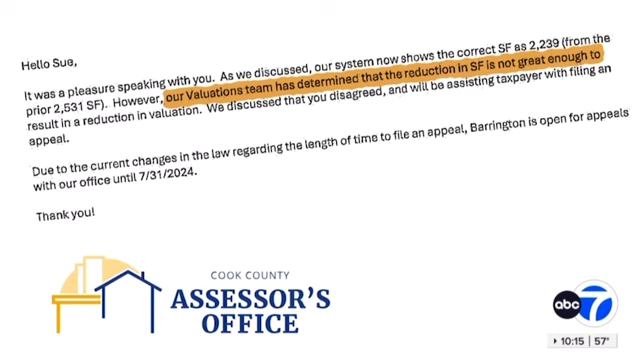 Hello Sue,
It was a pleasure speaking with you. As we discussed, our system now shows the correct SF as 2,239 (from the
prior 2,531 SF). However, our Valuations team has determined that the reduction in SF is not great enough to
result in a reduction in valuation. We discussed that you disagreed, and will be assisting taxpayer with filing an
appeal.
Due to the current changes in the law regarding the length of time to file an appeal, Barrington is open for appeals
with our office until 7/31/2024.
Thank you!
COOK COUNTY
ASSESSOR'S
OFFICE
abc 7
10:15 57°